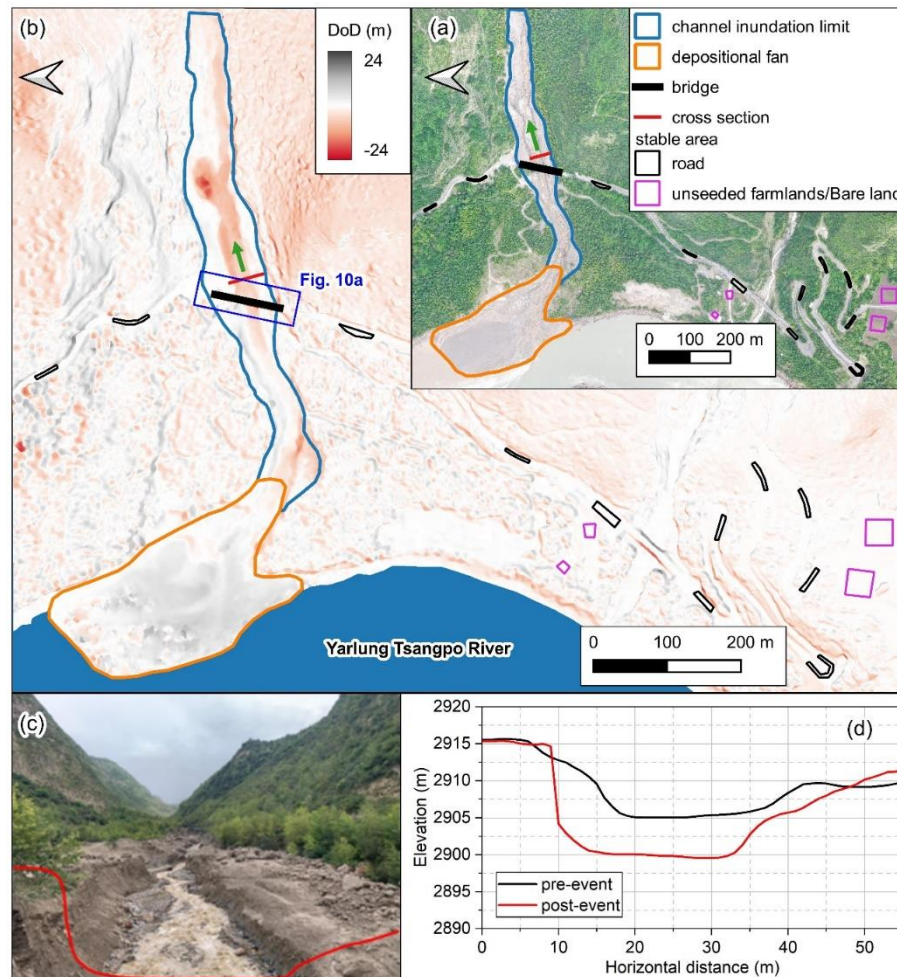 (b)
DoD (m)
24
-24
Fig. 10a
Yarlung Tsangpo River
0 100 200 m
(a)
channel inundation limit
depositional fan
bridge
cross section
stable area
road
unseeded farmlands/Bare land
0 100 200 m
(c)
(d)
2920
2915
2910
2905
2900
2895
2890
Elevation (m)
pre-event
post-event
0 10 20 30 40 50
Horizontal distance (m)